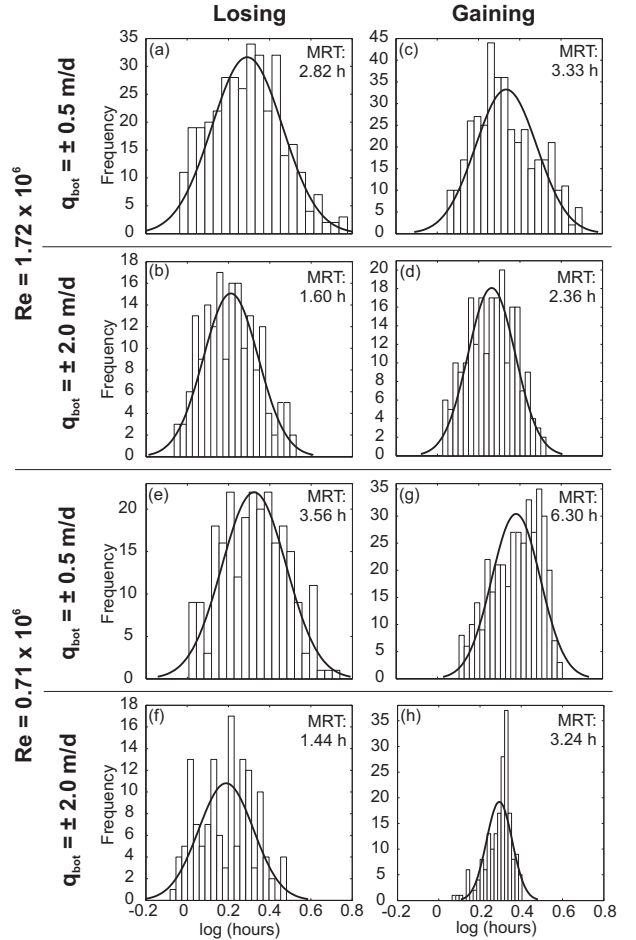 Losing
Gaining
Re = 1.72 x 10⁶
q_bot = ± 0.5 m/d
Frequency
35
30
25
20
15
10
5
0
(a)
MRT:
2.82 h
45
40
35
30
25
20
15
10
5
0
(c)
MRT:
3.33 h
q_bot = ± 2.0 m/d
Frequency
18
16
14
12
10
8
6
4
2
0
(b)
MRT:
1.60 h
20
18
16
14
12
10
8
6
4
2
0
(d)
MRT:
2.36 h
Re = 0.71 x 10⁶
q_bot = ± 0.5 m/d
Frequency
20
15
10
5
0
(e)
MRT:
3.56 h
35
30
25
20
15
10
5
0
(g)
MRT:
6.30 h
q_bot = ± 2.0 m/d
Frequency
18
16
14
12
10
8
6
4
2
0
(f)
MRT:
1.44 h
35
30
25
20
15
10
5
0
(h)
MRT:
3.24 h
-0.2 0 0.2 0.4 0.6 0.8
log (hours)
0 0.2 0.4 0.6 0.8
log (hours)